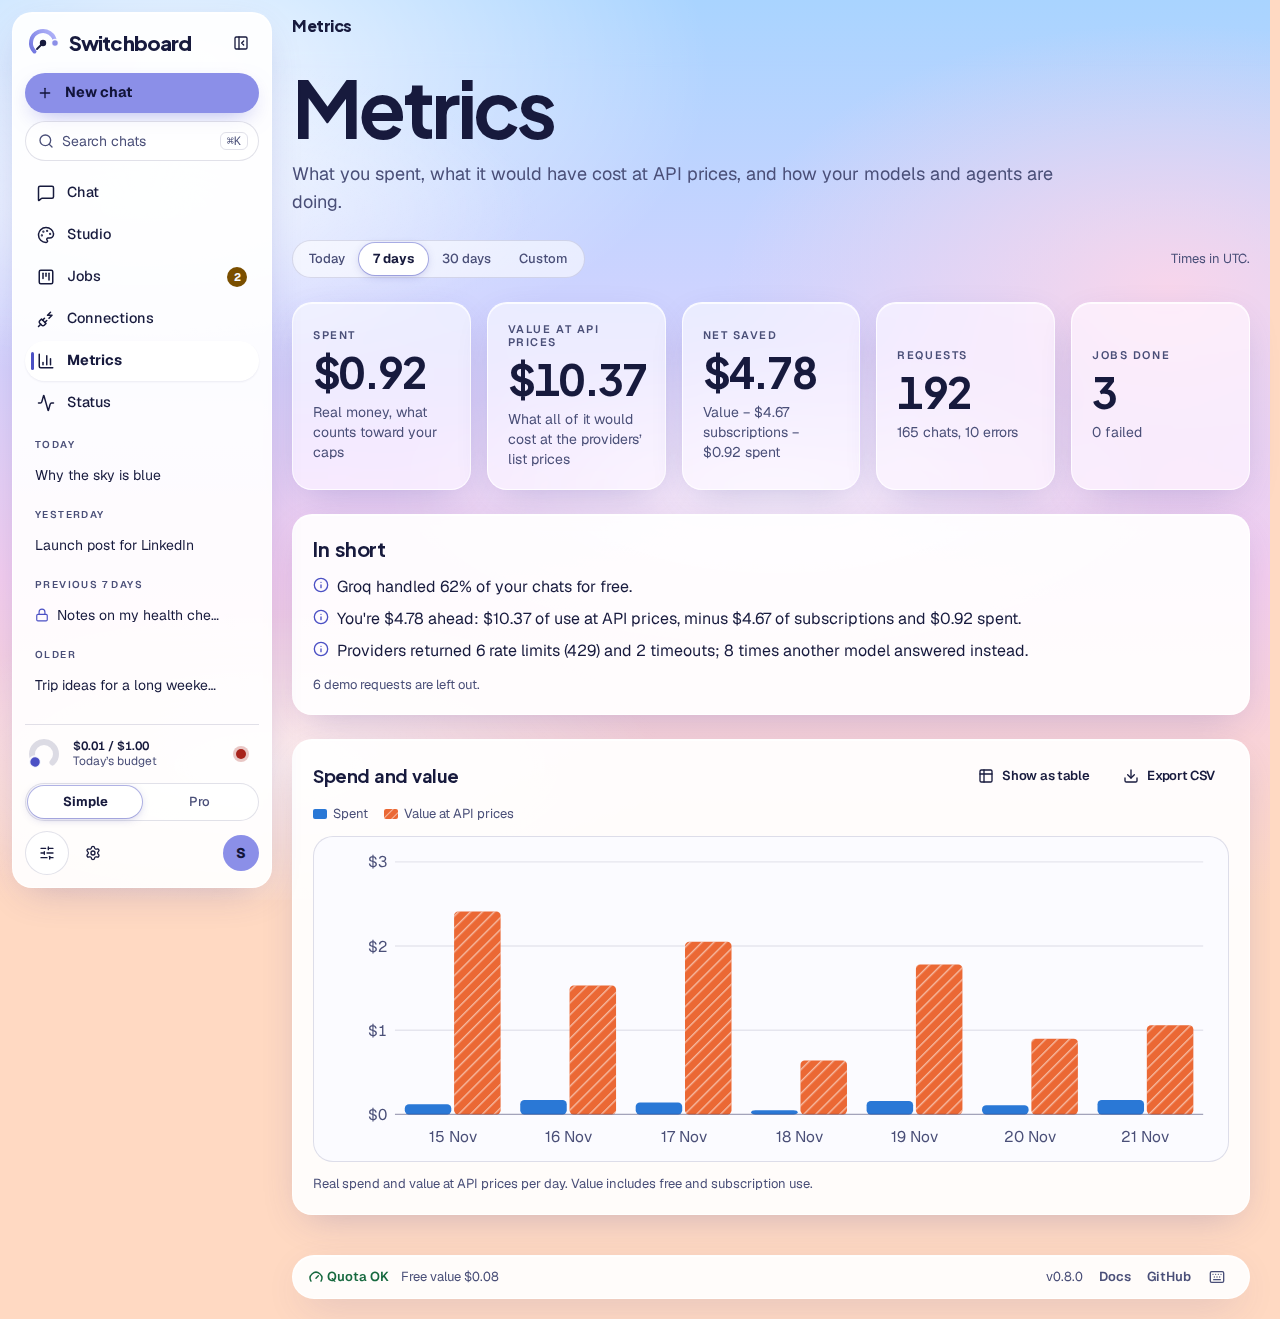 Switchboard
New chat
Search chats
⌘K
Chat
Studio
Jobs
2
Connections
Metrics
Status
TODAY
Why the sky is blue
YESTERDAY
Launch post for LinkedIn
PREVIOUS 7 DAYS
Notes on my health che...
OLDER
Trip ideas for a long weeke...
$0.01 / $1.00
Today's budget
Simple
Pro
S
Metrics
Metrics
What you spent, what it would have cost at API prices, and how your models and agents are
doing.
Today
7 days
30 days
Custom
Times in UTC.
SPENT
$0.92
Real money, what
counts toward your
caps
VALUE AT API
PRICES
$10.37
What all of it would
cost at the providers'
list prices
NET SAVED
$4.78
Value – $4.67
subscriptions –
$0.92 spent
REQUESTS
192
165 chats, 10 errors
JOBS DONE
3
0 failed
In short
Groq handled 62% of your chats for free.
You're $4.78 ahead: $10.37 of use at API prices, minus $4.67 of subscriptions and $0.92 spent.
Providers returned 6 rate limits (429) and 2 timeouts; 8 times another model answered instead.
6 demo requests are left out.
Spend and value
Show as table
Export CSV
Spent
Value at API prices
$3
$2
$1
$0
15 Nov
16 Nov
17 Nov
18 Nov
19 Nov
20 Nov
21 Nov
Real spend and value at API prices per day. Value includes free and subscription use.
Quota OK
Free value $0.08
v0.8.0
Docs
GitHub